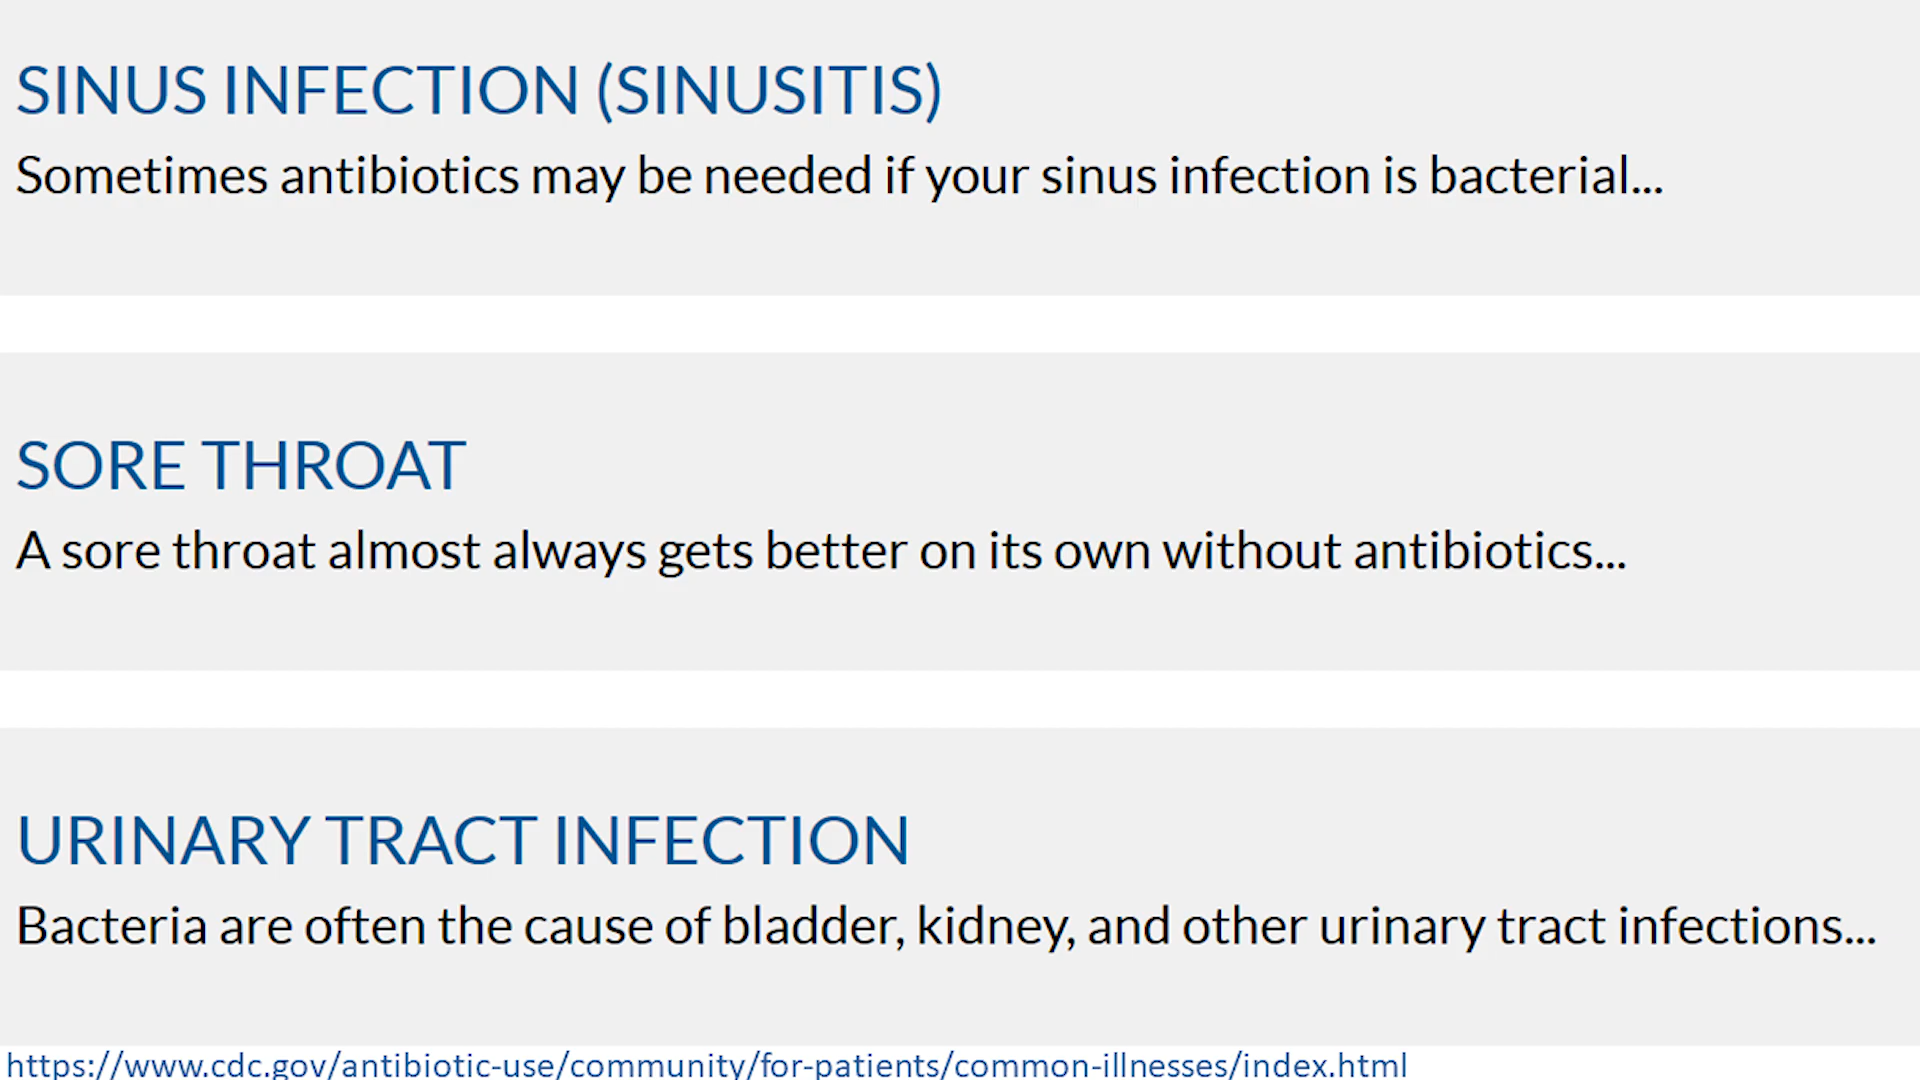 SINUS INFECTION (SINUSITIS)
Sometimes antibiotics may be needed if your sinus infection is bacterial...
SORE THROAT
A sore throat almost always gets better on its own without antibiotics...
URINARY TRACT INFECTION
Bacteria are often the cause of bladder, kidney, and other urinary tract infections...
https://www.cdc.gov/antibiotic-use/community/for-patients/common-illnesses/index.html